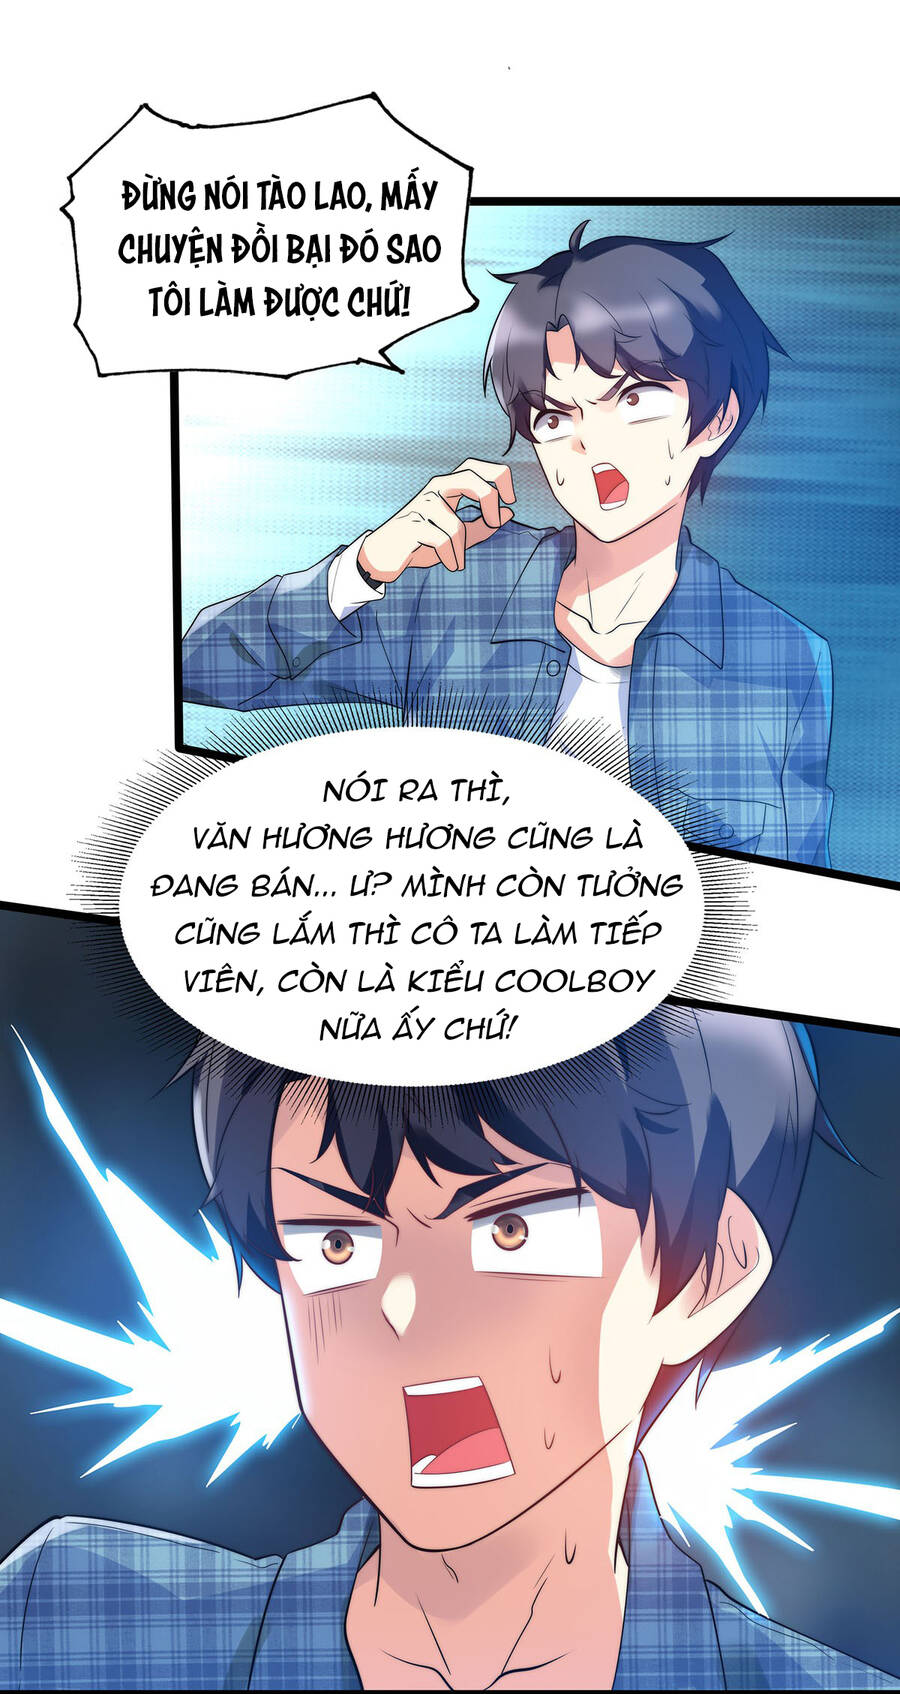 ĐỪNG NÓI TÀO LAO, MẤY
CHUYỆN ĐỒI BẠI ĐÓ SAO
TÔI LÀM ĐƯỢC CHỨ!
NÓI RA THÌ,
VĂN HƯƠNG HƯƠNG CŨNG LÀ
ĐANG BÁN... Ư? MÌNH CÒN TƯỞNG
CŨNG LẮM THÌ CÔ TA LÀM TIẾP
VIÊN, CÒN LÀ KIỂU COOLBOY
NỮA ẤY CHỨ!